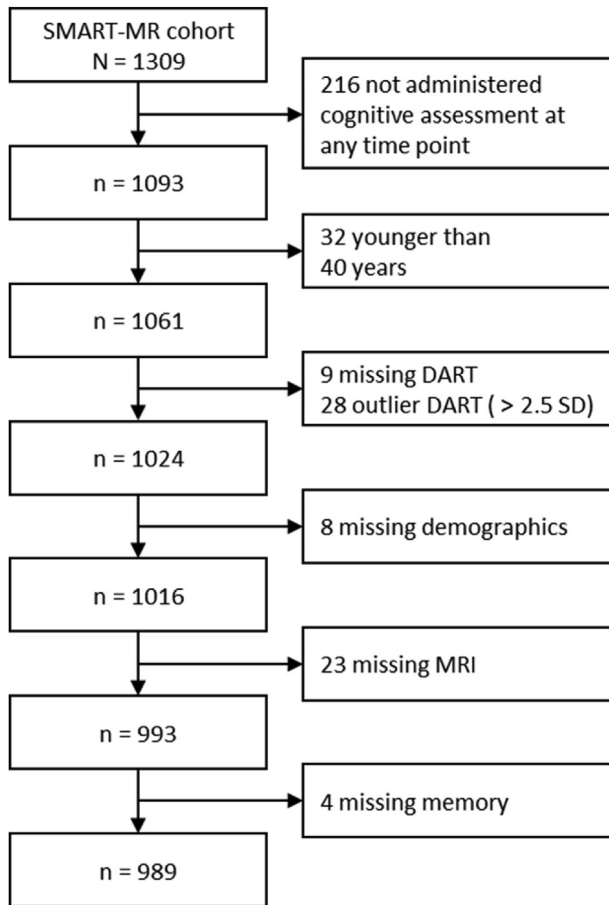 SMART-MR cohort
N = 1309
216 not administered
cognitive assessment at
any time point
n = 1093
32 younger than
40 years
n = 1061
9 missing DART
28 outlier DART ( > 2.5 SD)
n = 1024
8 missing demographics
n = 1016
23 missing MRI
n = 993
4 missing memory
n = 989